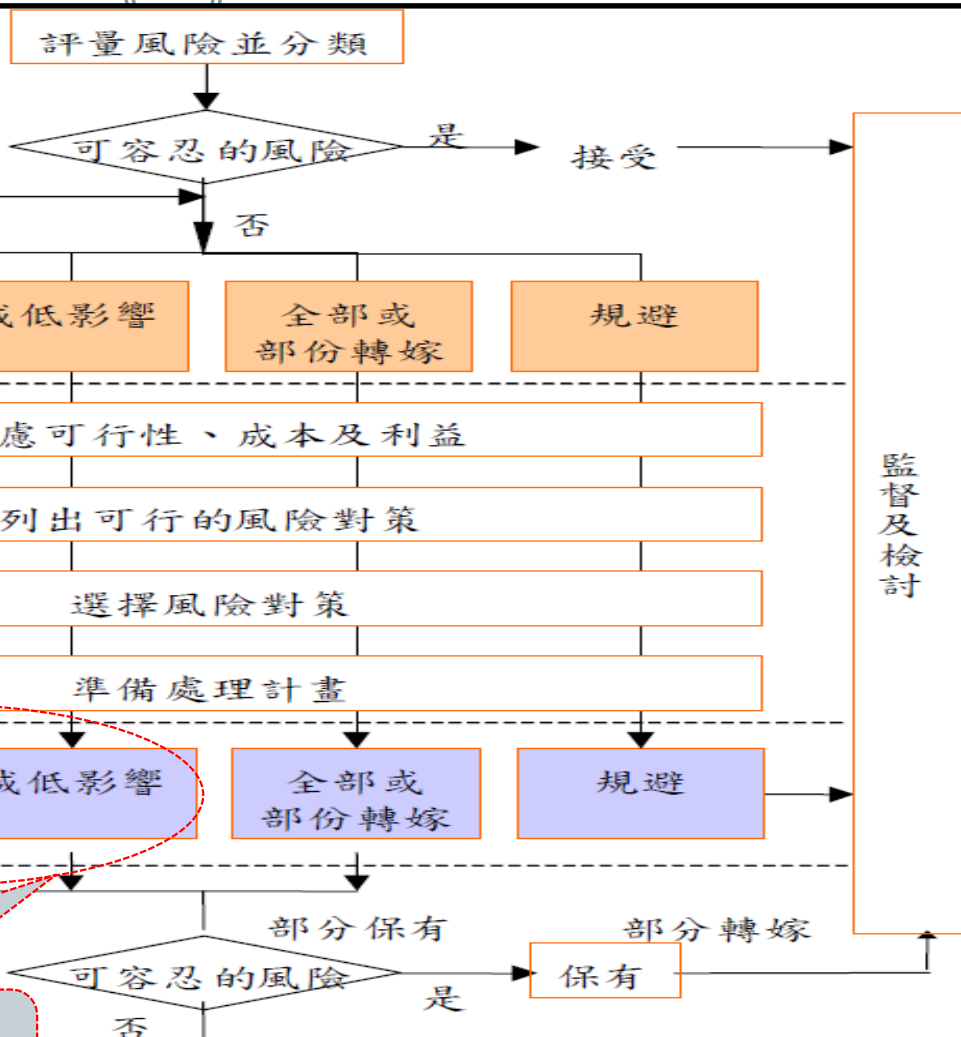 評量風險並分類
可容忍的風險
是
接受
否
低影響
全部或
部份轉嫁
規避
慮可行性、成本及利益
列出可行的風險對策
選擇風險對策
準備處理計畫
監督及檢討
低影響
全部或
部份轉嫁
規避
部分保有
部分轉嫁
可容忍的風險
是
保有
否